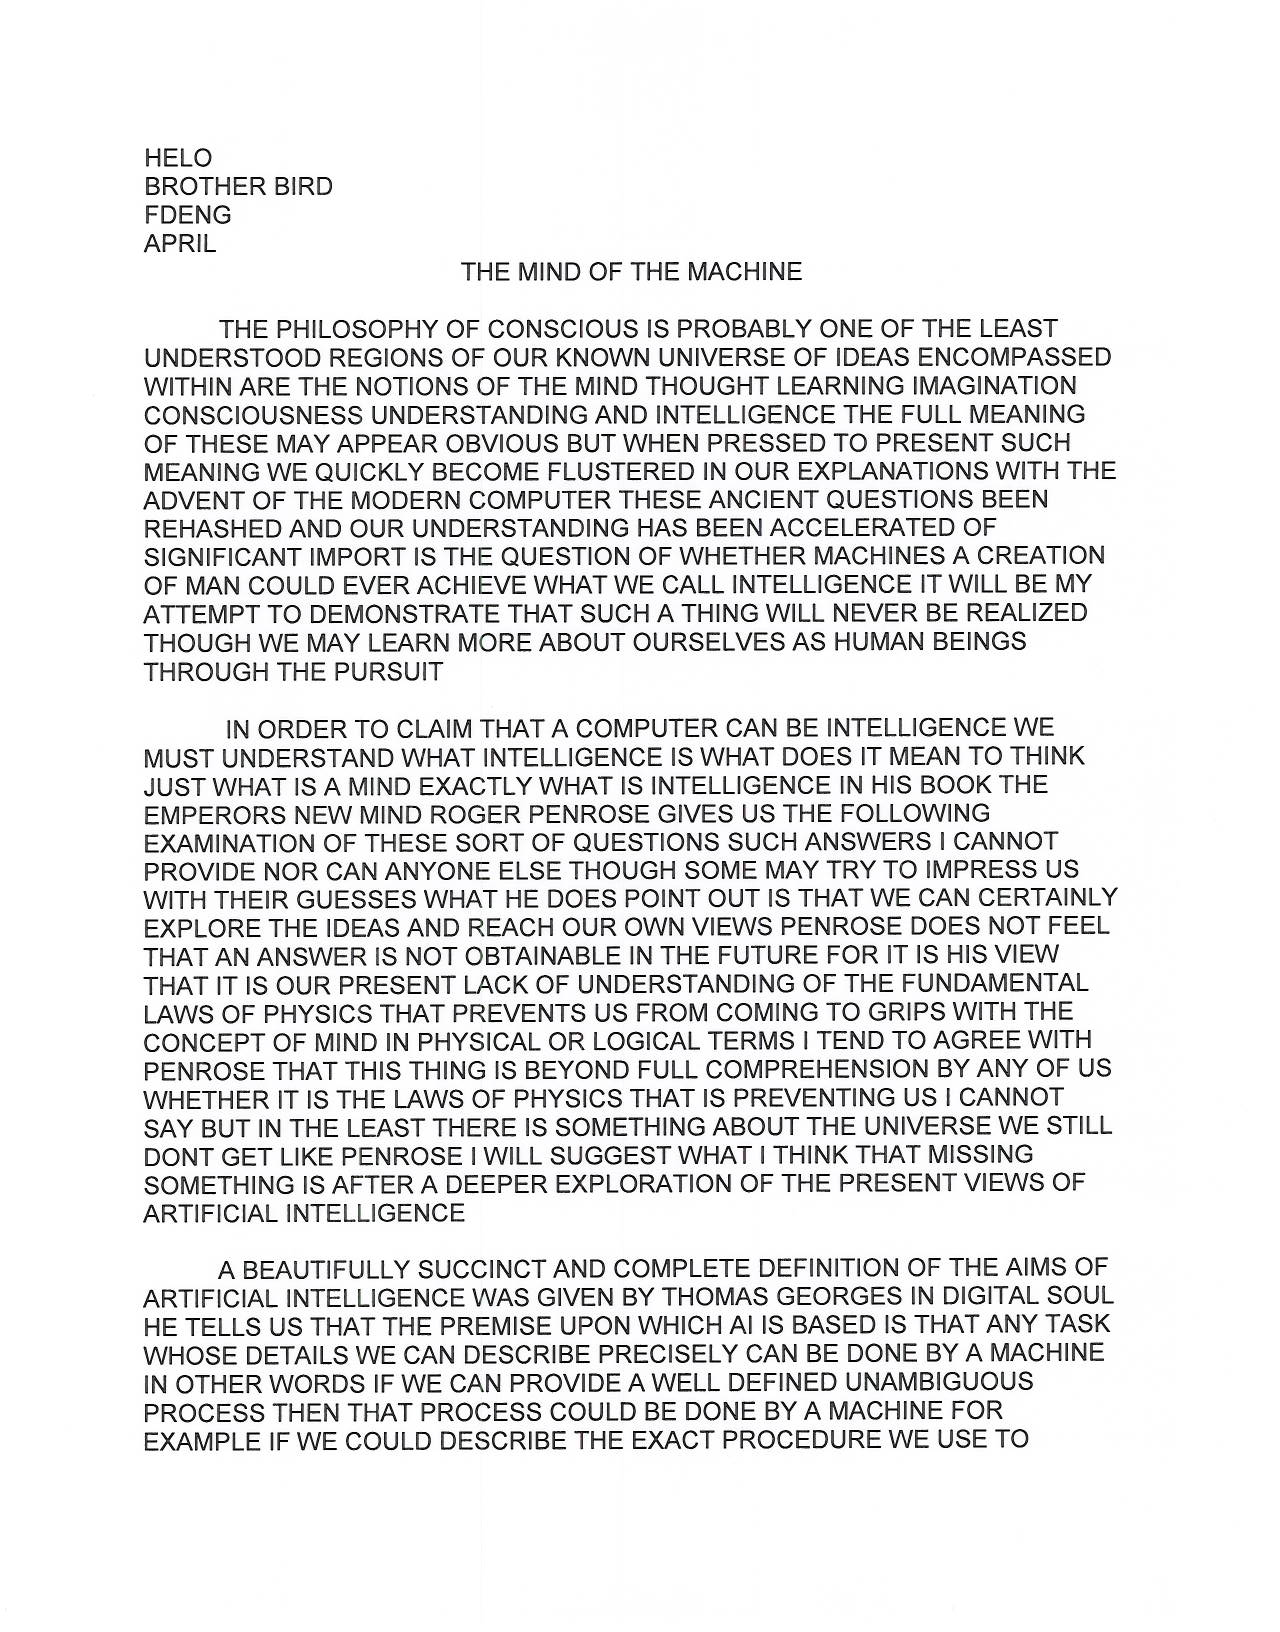 HELO
BROTHER BIRD
FDENG
APRIL
THE MIND OF THE MACHINE
THE PHILOSOPHY OF CONSCIOUS IS PROBABLY ONE OF THE LEAST
UNDERSTOOD REGIONS OF OUR KNOWN UNIVERSE OF IDEAS ENCOMPASSED
WITHIN ARE THE NOTIONS OF THE MIND THOUGHT LEARNING IMAGINATION
CONSCIOUSNESS UNDERSTANDING AND INTELLIGENCE THE FULL MEANING
OF THESE MAY APPEAR OBVIOUS BUT WHEN PRESSED TO PRESENT SUCH
MEANING WE QUICKLY BECOME FLUSTERED IN OUR EXPLANATIONS WITH THE
ADVENT OF THE MODERN COMPUTER THESE ANCIENT QUESTIONS BEEN
REHASHED AND OUR UNDERSTANDING HAS BEEN ACCELERATED OF
SIGNIFICANT IMPORT IS THE QUESTION OF WHETHER MACHINES A CREATION
OF MAN COULD EVER ACHIEVE WHAT WE CALL INTELLIGENCE IT WILL BE MY
ATTEMPT TO DEMONSTRATE THAT SUCH A THING WILL NEVER BE REALIZED
THOUGH WE MAY LEARN MORE ABOUT OURSELVES AS HUMAN BEINGS
THROUGH THE PURSUIT
IN ORDER TO CLAIM THAT A COMPUTER CAN BE INTELLIGENCE WE
MUST UNDERSTAND WHAT INTELLIGENCE IS WHAT DOES IT MEAN TO THINK
JUST WHAT IS A MIND EXACTLY WHAT IS INTELLIGENCE IN HIS BOOK THE
EMPERORS NEW MIND ROGER PENROSE GIVES US THE FOLLOWING
EXAMINATION OF THESE SORT OF QUESTIONS SUCH ANSWERS I CANNOT
PROVIDE NOR CAN ANYONE ELSE THOUGH SOME MAY TRY TO IMPRESS US
WITH THEIR GUESSES WHAT HE DOES POINT OUT IS THAT WE CAN CERTAINLY
EXPLORE THE IDEAS AND REACH OUR OWN VIEWS PENROSE DOES NOT FEEL
THAT AN ANSWER IS NOT OBTAINABLE IN THE FUTURE FOR IT IS HIS VIEW
THAT IT IS OUR PRESENT LACK OF UNDERSTANDING OF THE FUNDAMENTAL
LAWS OF PHYSICS THAT PREVENTS US FROM COMING TO GRIPS WITH THE
CONCEPT OF MIND IN PHYSICAL OR LOGICAL TERMS I TEND TO AGREE WITH
PENROSE THAT THIS THING IS BEYOND FULL COMPREHENSION BY ANY OF US
WHETHER IT IS THE LAWS OF PHYSICS THAT IS PREVENTING US I CANNOT
SAY BUT IN THE LEAST THERE IS SOMETHING ABOUT THE UNIVERSE WE STILL
DONT GET LIKE PENROSE I WILL SUGGEST WHAT I THINK THAT MISSING
SOMETHING IS AFTER A DEEPER EXPLORATION OF THE PRESENT VIEWS OF
ARTIFICIAL INTELLIGENCE
A BEAUTIFULLY SUCCINCT AND COMPLETE DEFINITION OF THE AIMS OF
ARTIFICIAL INTELLIGENCE WAS GIVEN BY THOMAS GEORGES IN DIGITAL SOUL
HE TELLS US THAT THE PREMISE UPON WHICH AI IS BASED IS THAT ANY TASK
WHOSE DETAILS WE CAN DESCRIBE PRECISELY CAN BE DONE BY A MACHINE
IN OTHER WORDS IF WE CAN PROVIDE A WELL DEFINED UNAMBIGUOUS
PROCESS THEN THAT PROCESS COULD BE DONE BY A MACHINE FOR
EXAMPLE IF WE COULD DESCRIBE THE EXACT PROCEDURE WE USE TO